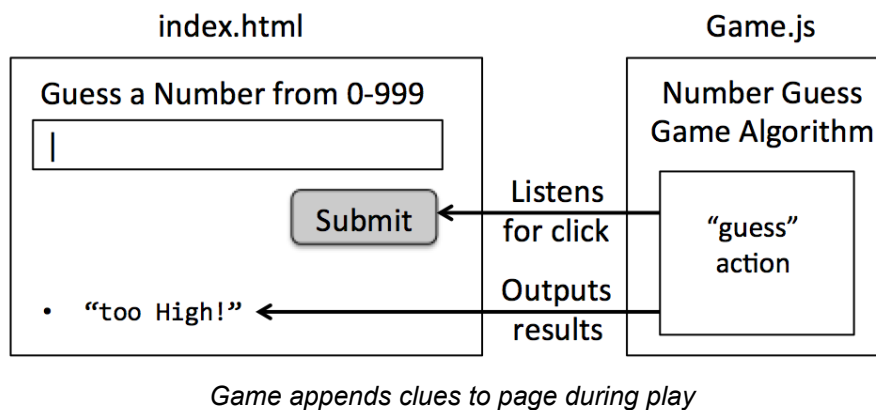 index.html
Game.js
Guess a Number from 0-999
Number Guess
Game Algorithm
|
Submit
Listens
for click
“guess”
action
• “too High!”
Outputs
results
Game appends clues to page during play